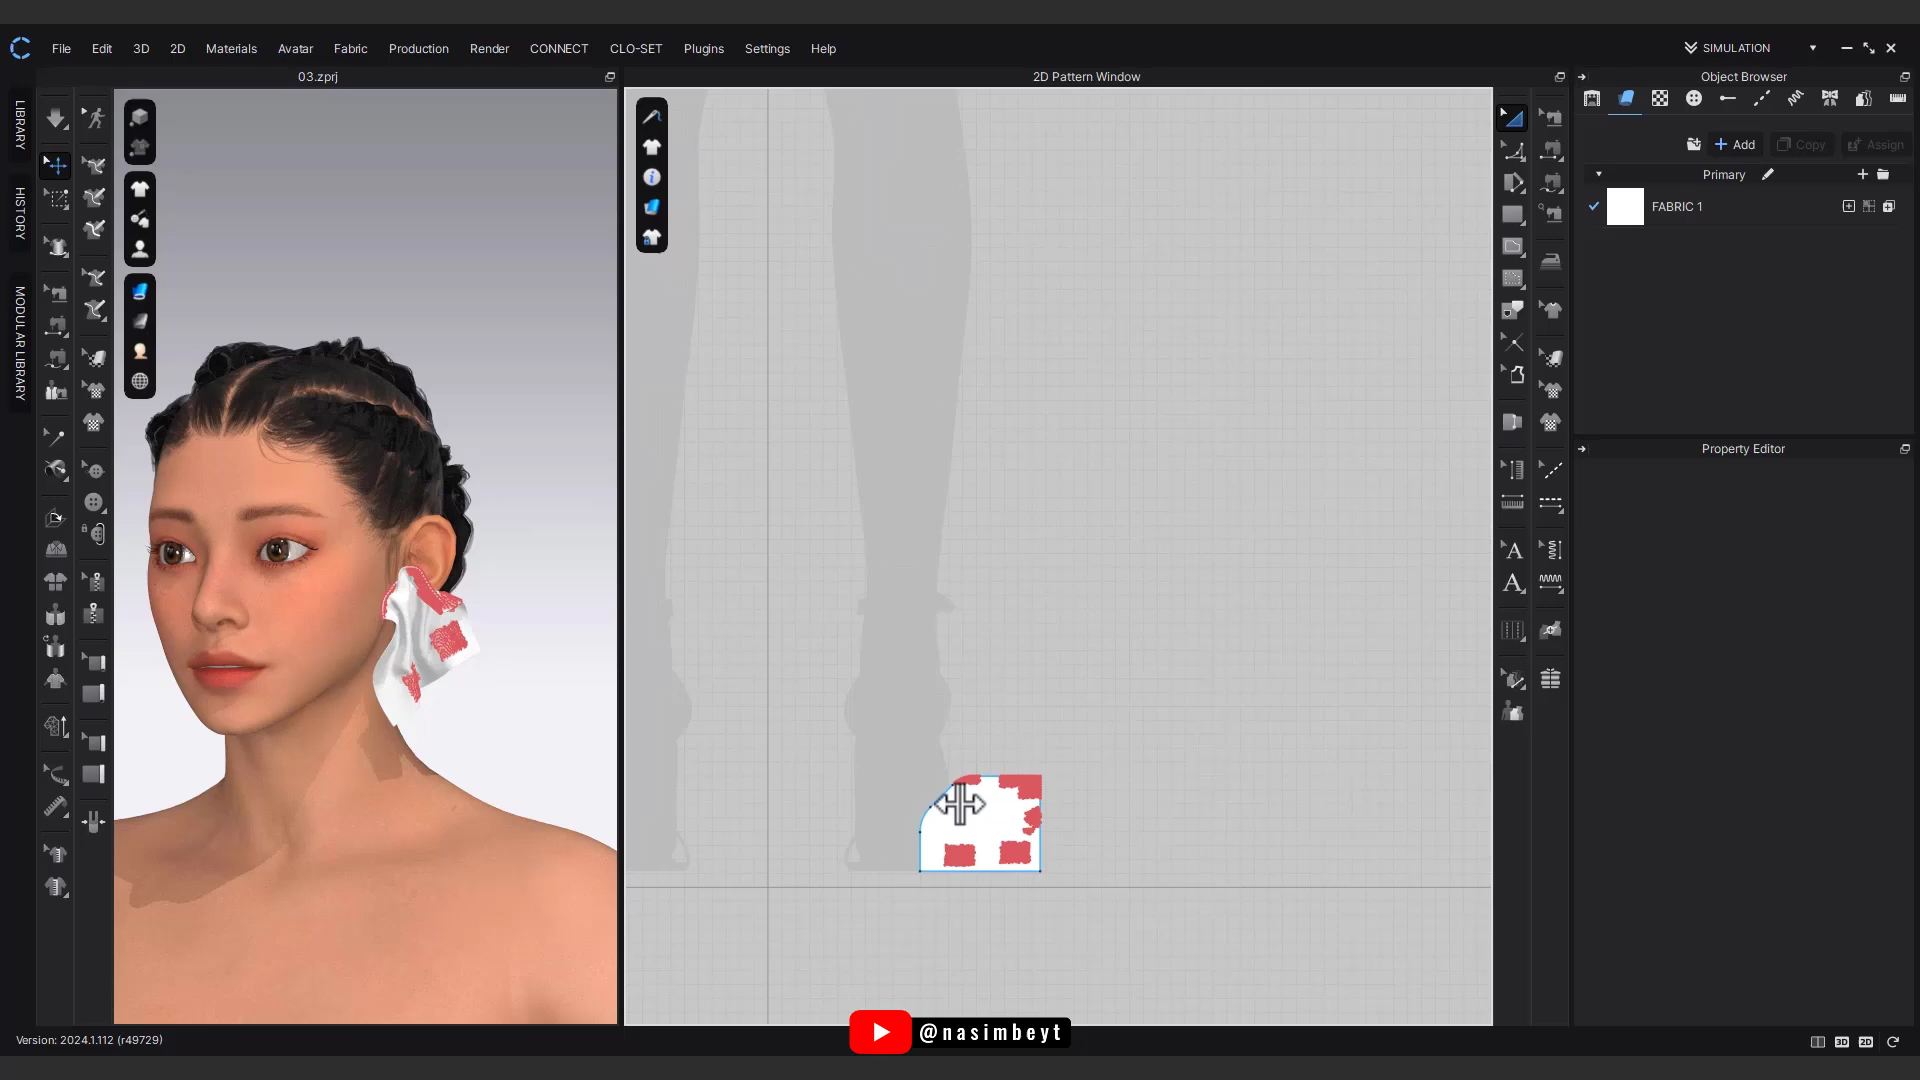 File Edit 3D 2D Materials Avatar Fabric Production Render CONNECT CLO-SET Plugins Settings Help
SIMULATION
03.zprj
2D Pattern Window
Object Browser
LIBRARY
HISTORY
MODULAR LIBRARY
Add Copy Assign
Primary
FABRIC 1
Property Editor
A
A
@nasimbeyt
Version: 2024.1.112 (r49729)
3D 2D